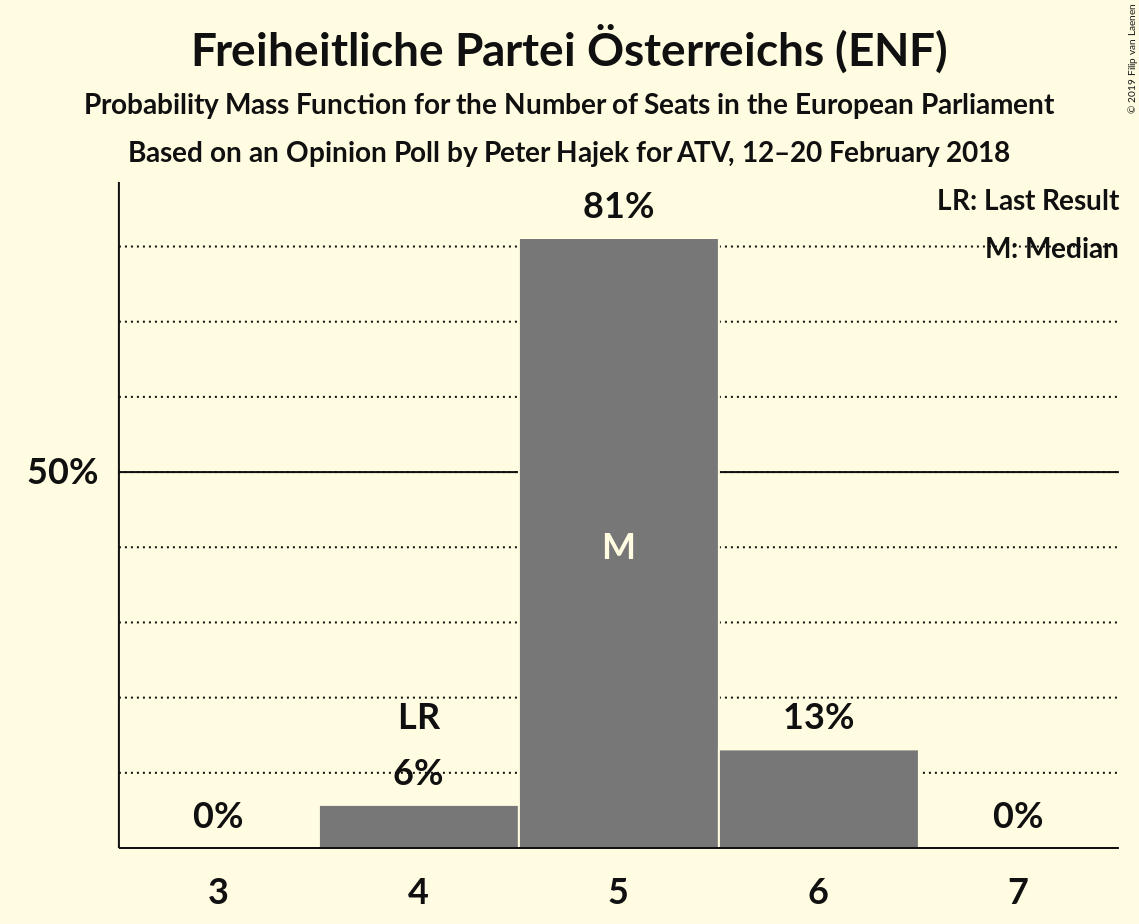 Freiheitliche Partei Österreichs (ENF)
Probability Mass Function for the Number of Seats in the European Parliament
Based on an Opinion Poll by Peter Hajek for ATV, 12–20 February 2018
© 2019 Filip van Laenen
LR: Last Result
M: Median
81%
50%
M
LR
13%
6%
0%
0%
3
4
5
6
7